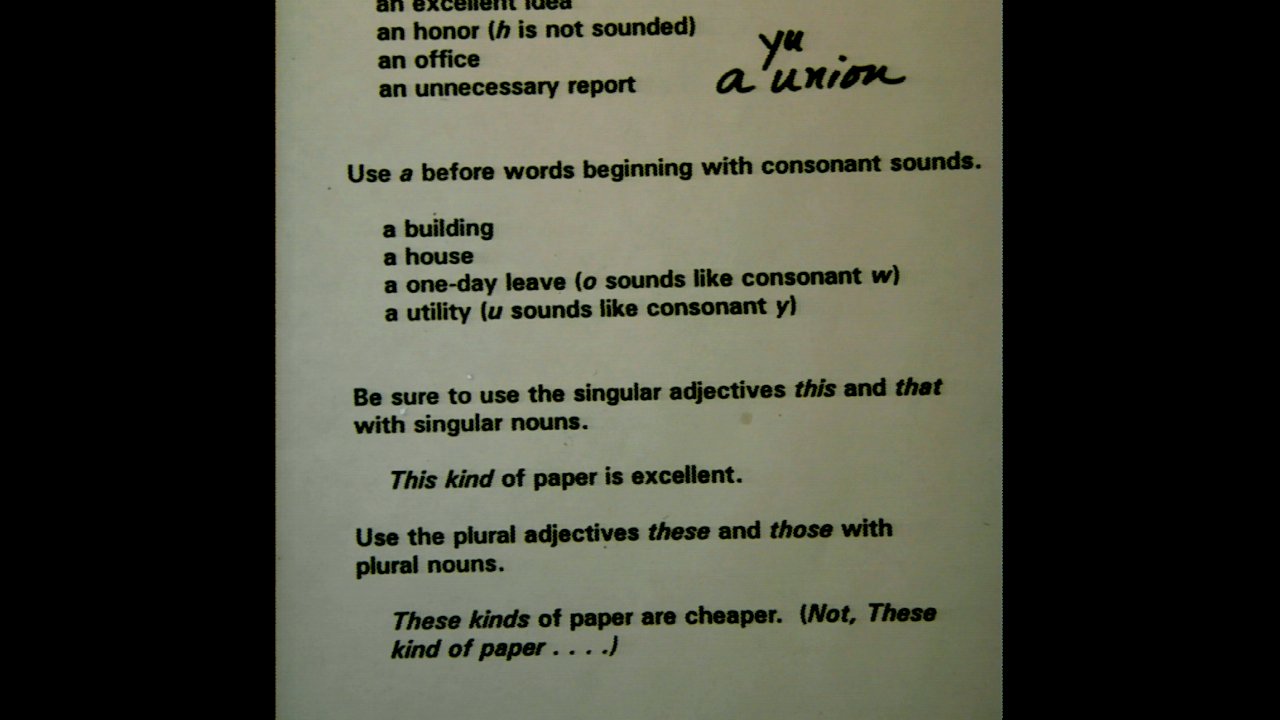 an excellent idea
an honor (h is not sounded)
an office
an unnecessary report
yu
a union
Use a before words beginning with consonant sounds.
a building
a house
a one-day leave (o sounds like consonant w)
a utility (u sounds like consonant y)
Be sure to use the singular adjectives this and that
with singular nouns.
This kind of paper is excellent.
Use the plural adjectives these and those with
plural nouns.
These kinds of paper are cheaper. (Not, These
kind of paper . . . .)